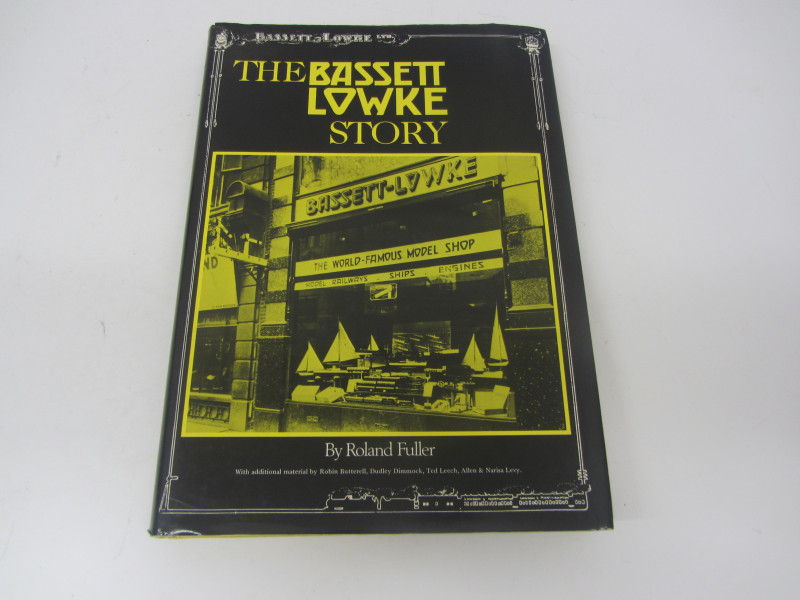 BASSETT-LOWKE LTD.
THE BASSETT
LOWKE
STORY
BASSETT-LOWKE
THE WORLD-FAMOUS MODEL SHOP
MODEL RAILWAYS . SHIPS . ENGINES
ND
By Roland Fuller
With additional material by Robin Butterell, Dudley Dimmock, Ted Leech, Allen & Narisa Levy.